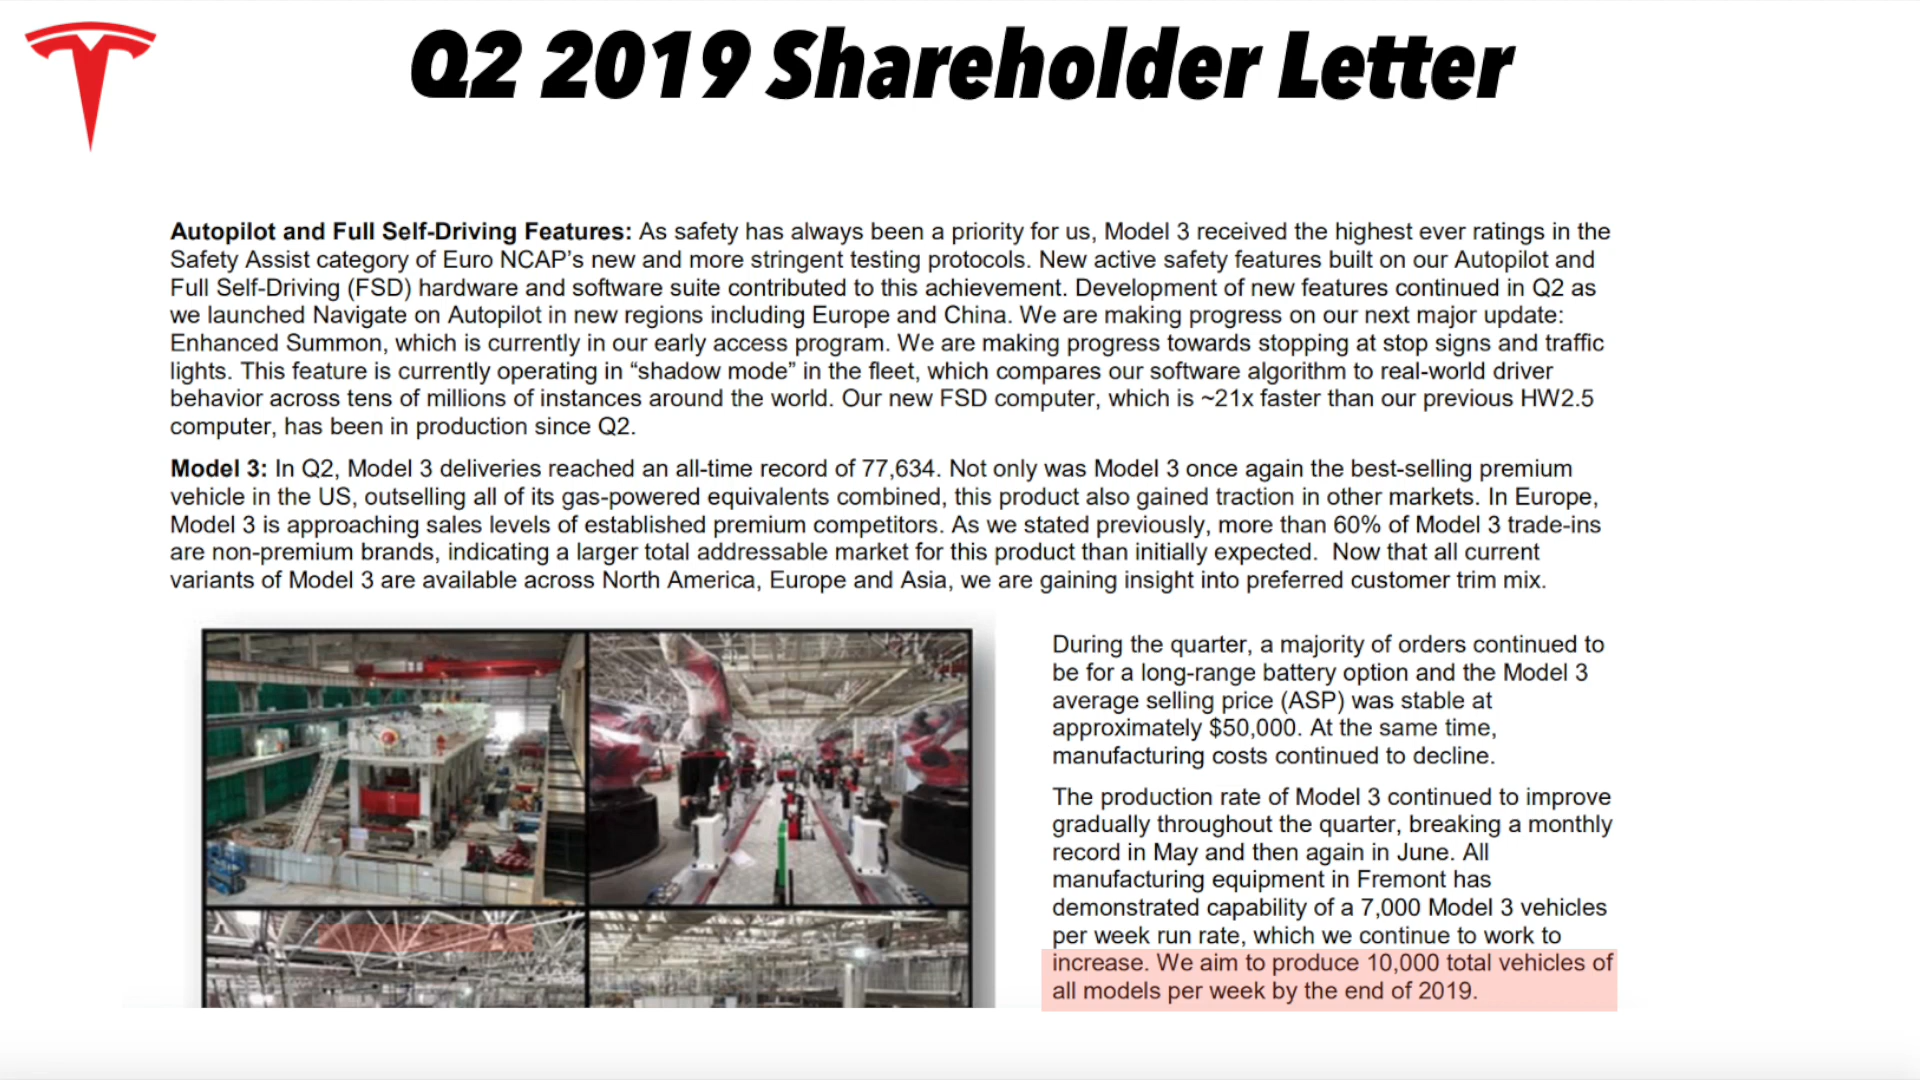 Q2 2019 Shareholder Letter
Autopilot and Full Self-Driving Features: As safety has always been a priority for us, Model 3 received the highest ever ratings in the
Safety Assist category of Euro NCAP’s new and more stringent testing protocols. New active safety features built on our Autopilot and
Full Self-Driving (FSD) hardware and software suite contributed to this achievement. Development of new features continued in Q2 as
we launched Navigate on Autopilot in new regions including Europe and China. We are making progress on our next major update:
Enhanced Summon, which is currently in our early access program. We are making progress towards stopping at stop signs and traffic
lights. This feature is currently operating in “shadow mode” in the fleet, which compares our software algorithm to real-world driver
behavior across tens of millions of instances around the world. Our new FSD computer, which is ~21x faster than our previous HW2.5
computer, has been in production since Q2.
Model 3: In Q2, Model 3 deliveries reached an all-time record of 77,634. Not only was Model 3 once again the best-selling premium
vehicle in the US, outselling all of its gas-powered equivalents combined, this product also gained traction in other markets. In Europe,
Model 3 is approaching sales levels of established premium competitors. As we stated previously, more than 60% of Model 3 trade-ins
are non-premium brands, indicating a larger total addressable market for this product than initially expected. Now that all current
variants of Model 3 are available across North America, Europe and Asia, we are gaining insight into preferred customer trim mix.
During the quarter, a majority of orders continued to
be for a long-range battery option and the Model 3
average selling price (ASP) was stable at
approximately $50,000. At the same time,
manufacturing costs continued to decline.
The production rate of Model 3 continued to improve
gradually throughout the quarter, breaking a monthly
record in May and then again in June. All
manufacturing equipment in Fremont has
demonstrated capability of a 7,000 Model 3 vehicles
per week run rate, which we continue to work to
increase. We aim to produce 10,000 total vehicles of
all models per week by the end of 2019.